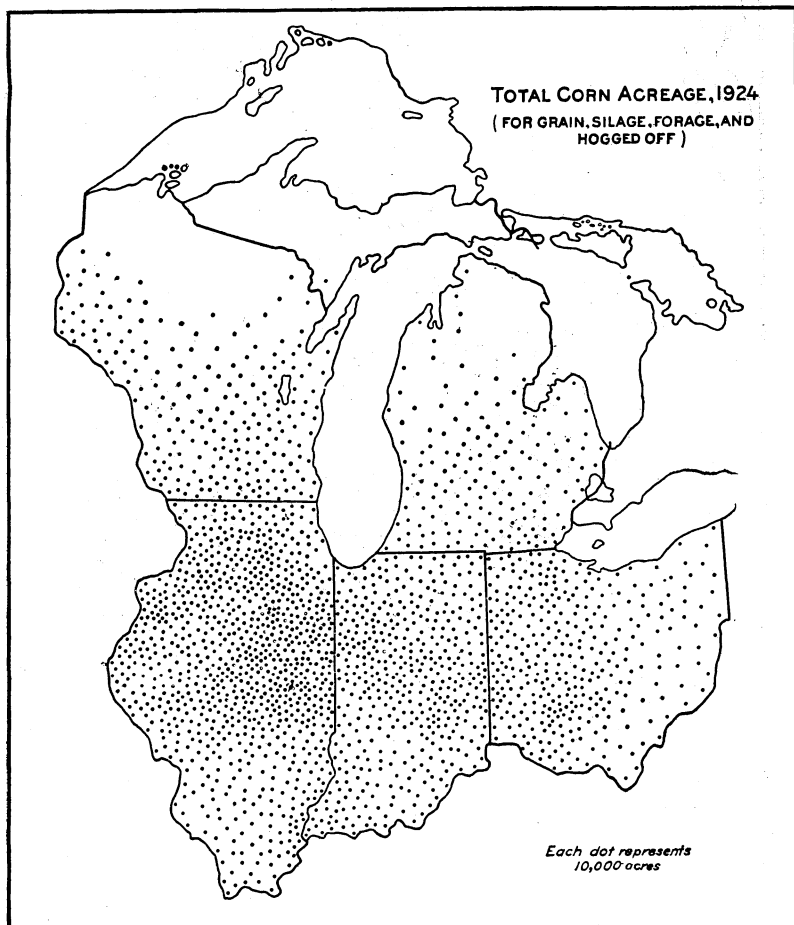 TOTAL CORN ACREAGE, 1924
( FOR GRAIN, SILAGE, FORAGE, AND
HOGGED OFF )
Each dot represents
10,000 acres